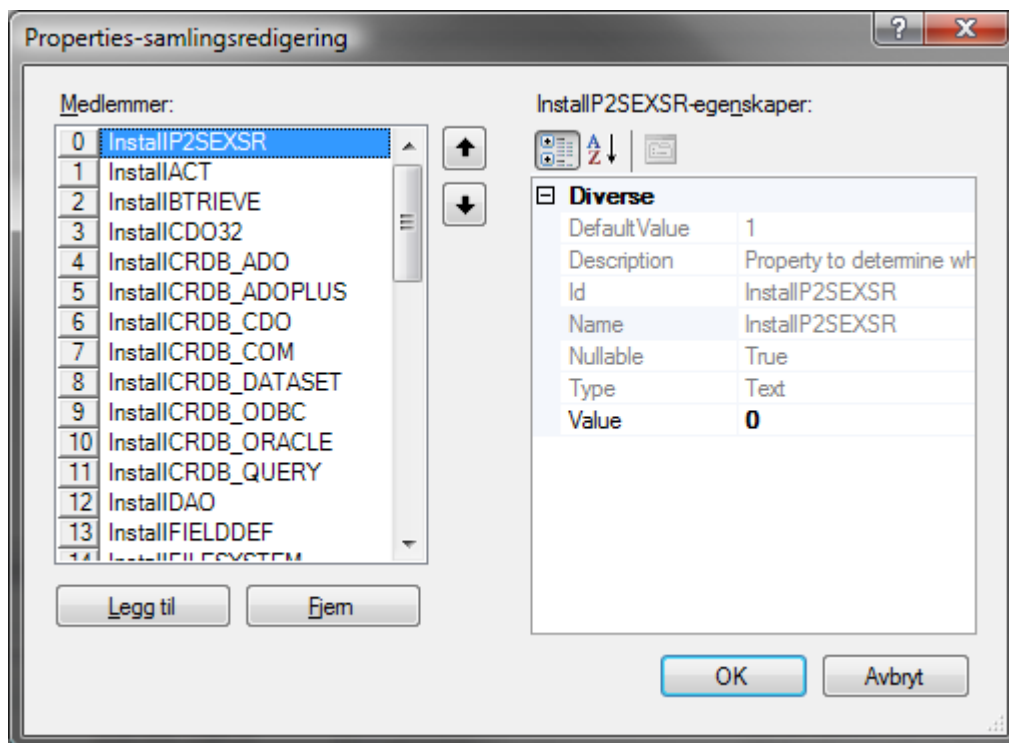 Properties-samlingsredigering
Medlemmer:
0 InstallP2SEXSR
1 InstallACT
2 InstallBTRIEVE
3 InstallCDO32
4 InstallCRDB_ADO
5 InstallCRDB_ADOPLUS
6 InstallCRDB_CDO
7 InstallCRDB_COM
8 InstallCRDB_DATASET
9 InstallCRDB_ODBC
10 InstallCRDB_ORACLE
11 InstallCRDB_QUERY
12 InstallDAO
13 InstallFIELDDEF
14 InstallFILESYSTEM
Legg til
Fjern
InstallP2SEXSR-egenskaper:
Diverse
DefaultValue 1
Description Property to determine wh
Id InstallP2SEXSR
Name InstallP2SEXSR
Nullable True
Type Text
Value 0
OK
Avbryt